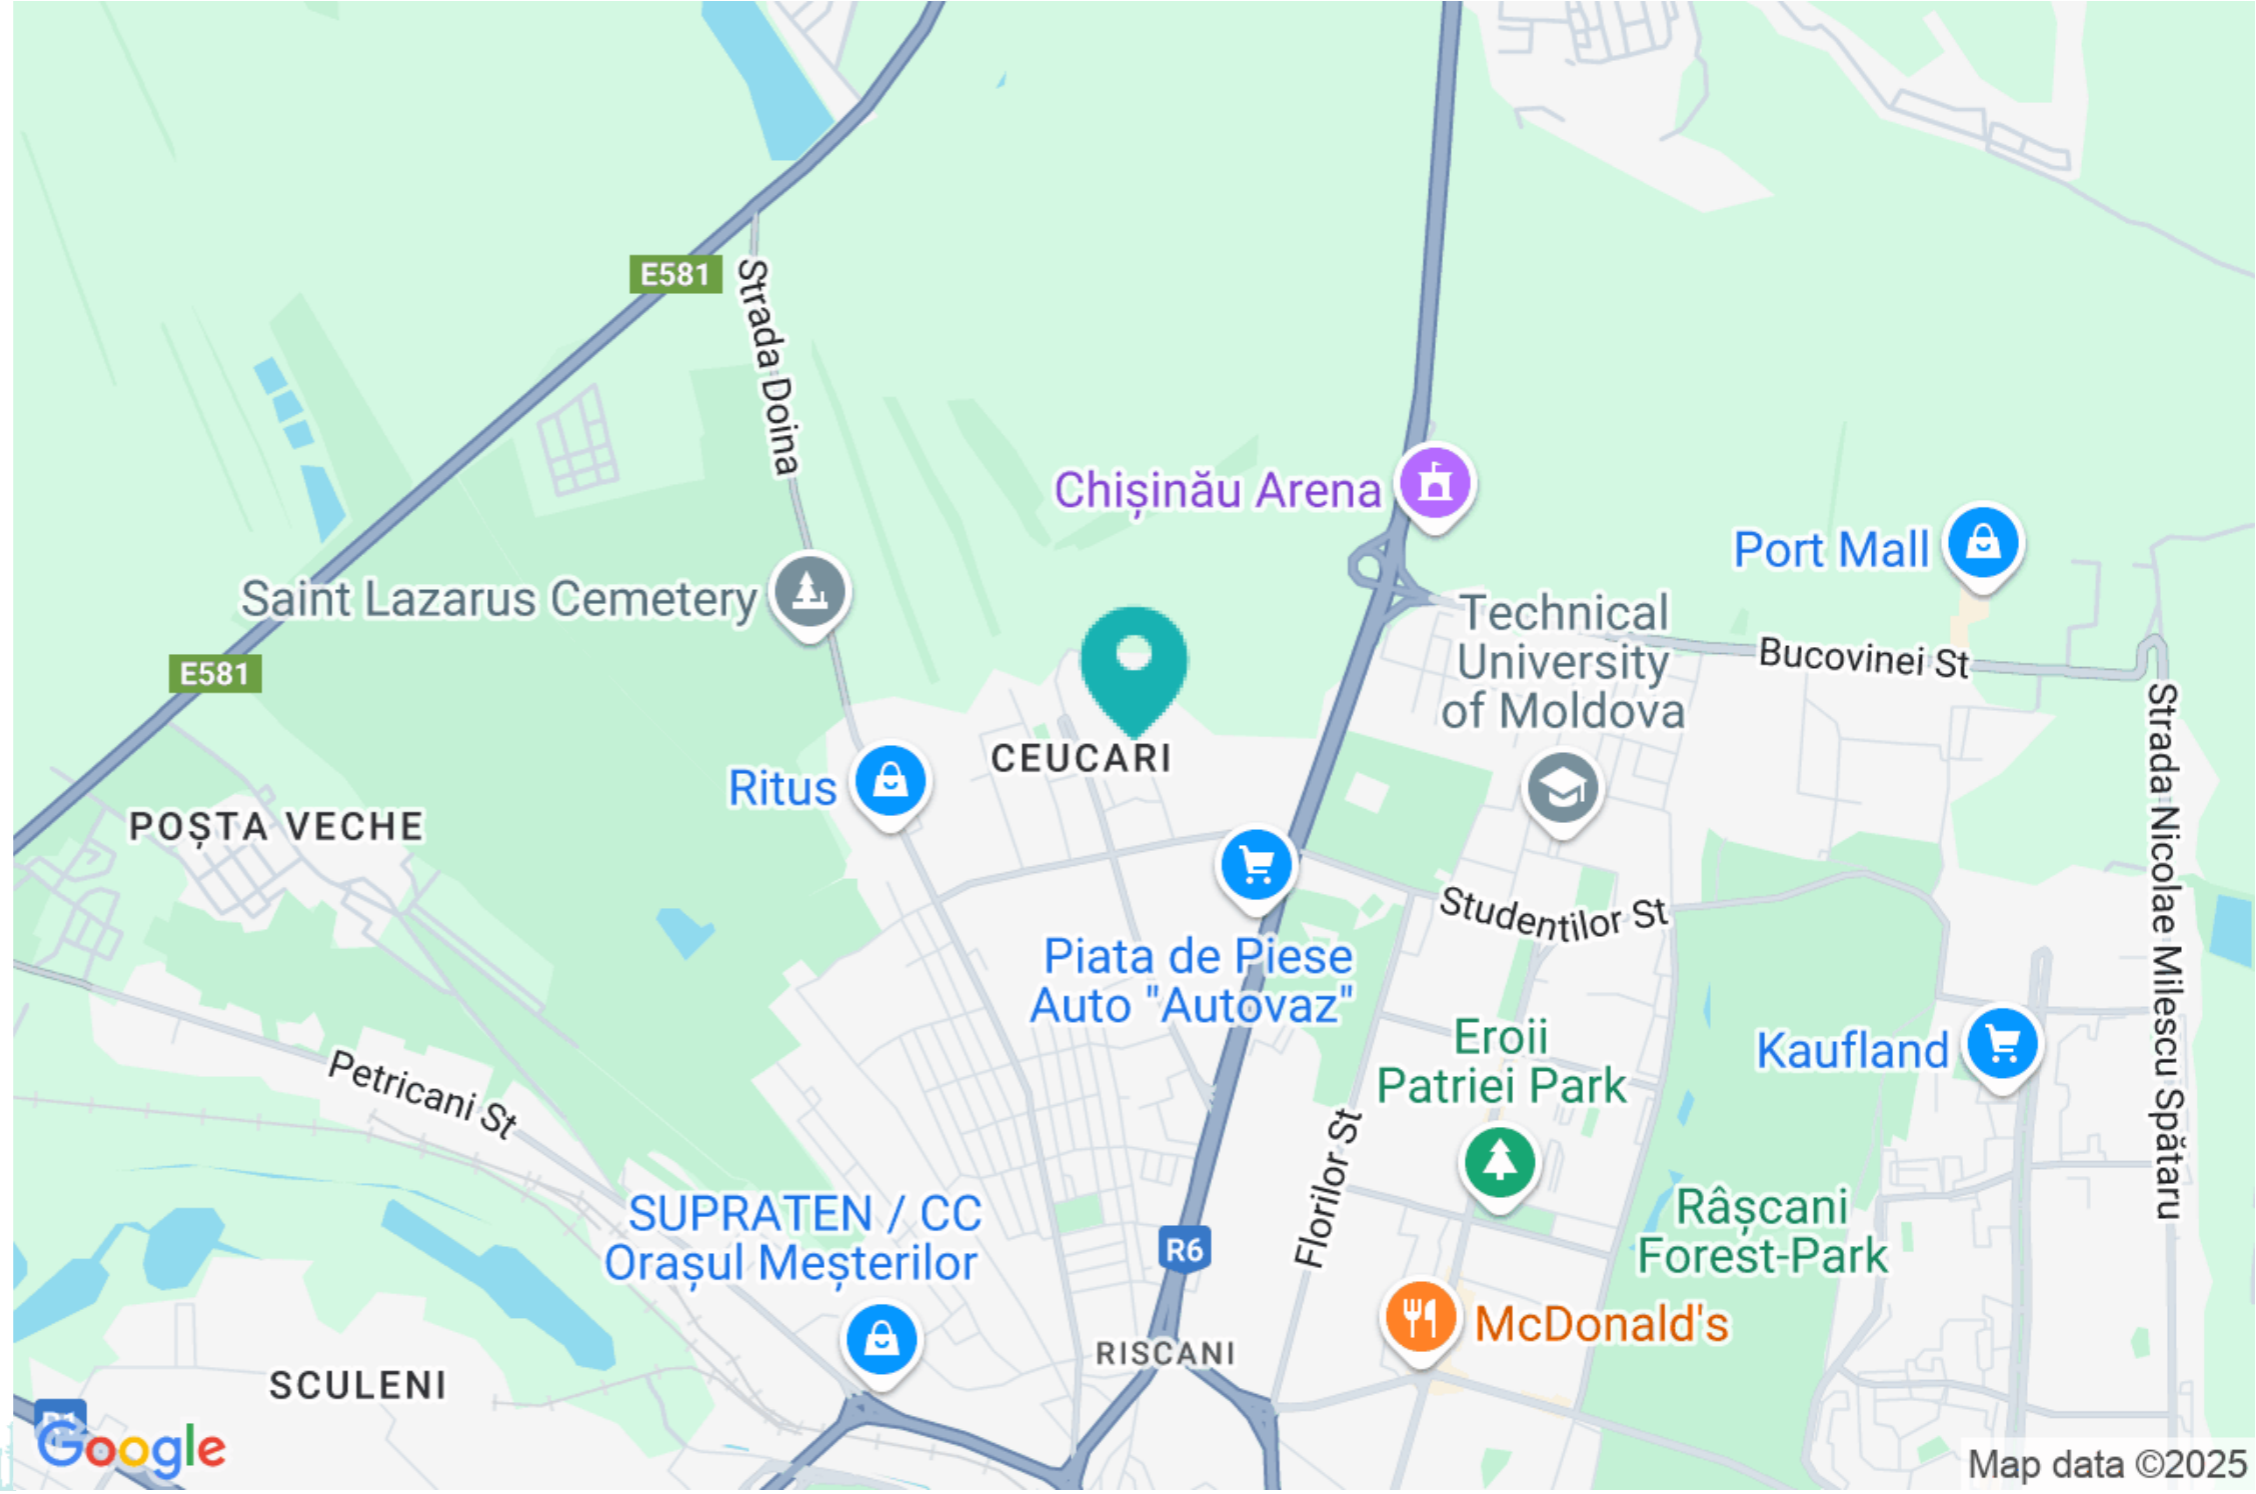 E581
Strada Doina
Chișinău Arena
Port Mall
Saint Lazarus Cemetery
Technical
University
of Moldova
Bucovinei St
E581
CEUCARI
Ritus
POȘTA VECHE
Strada Nicolae Milescu Spătaru
Studentilor St
Piata de Piese
Auto "Autovaz"
Eroii
Patriei Park
Kaufland
Petricani St
Florilor St
SUPRATEN / CC
Orașul Meșterilor
R6
Râșcani
Forest-Park
McDonald's
RISCANI
SCULENI
Google
Map data ©2025